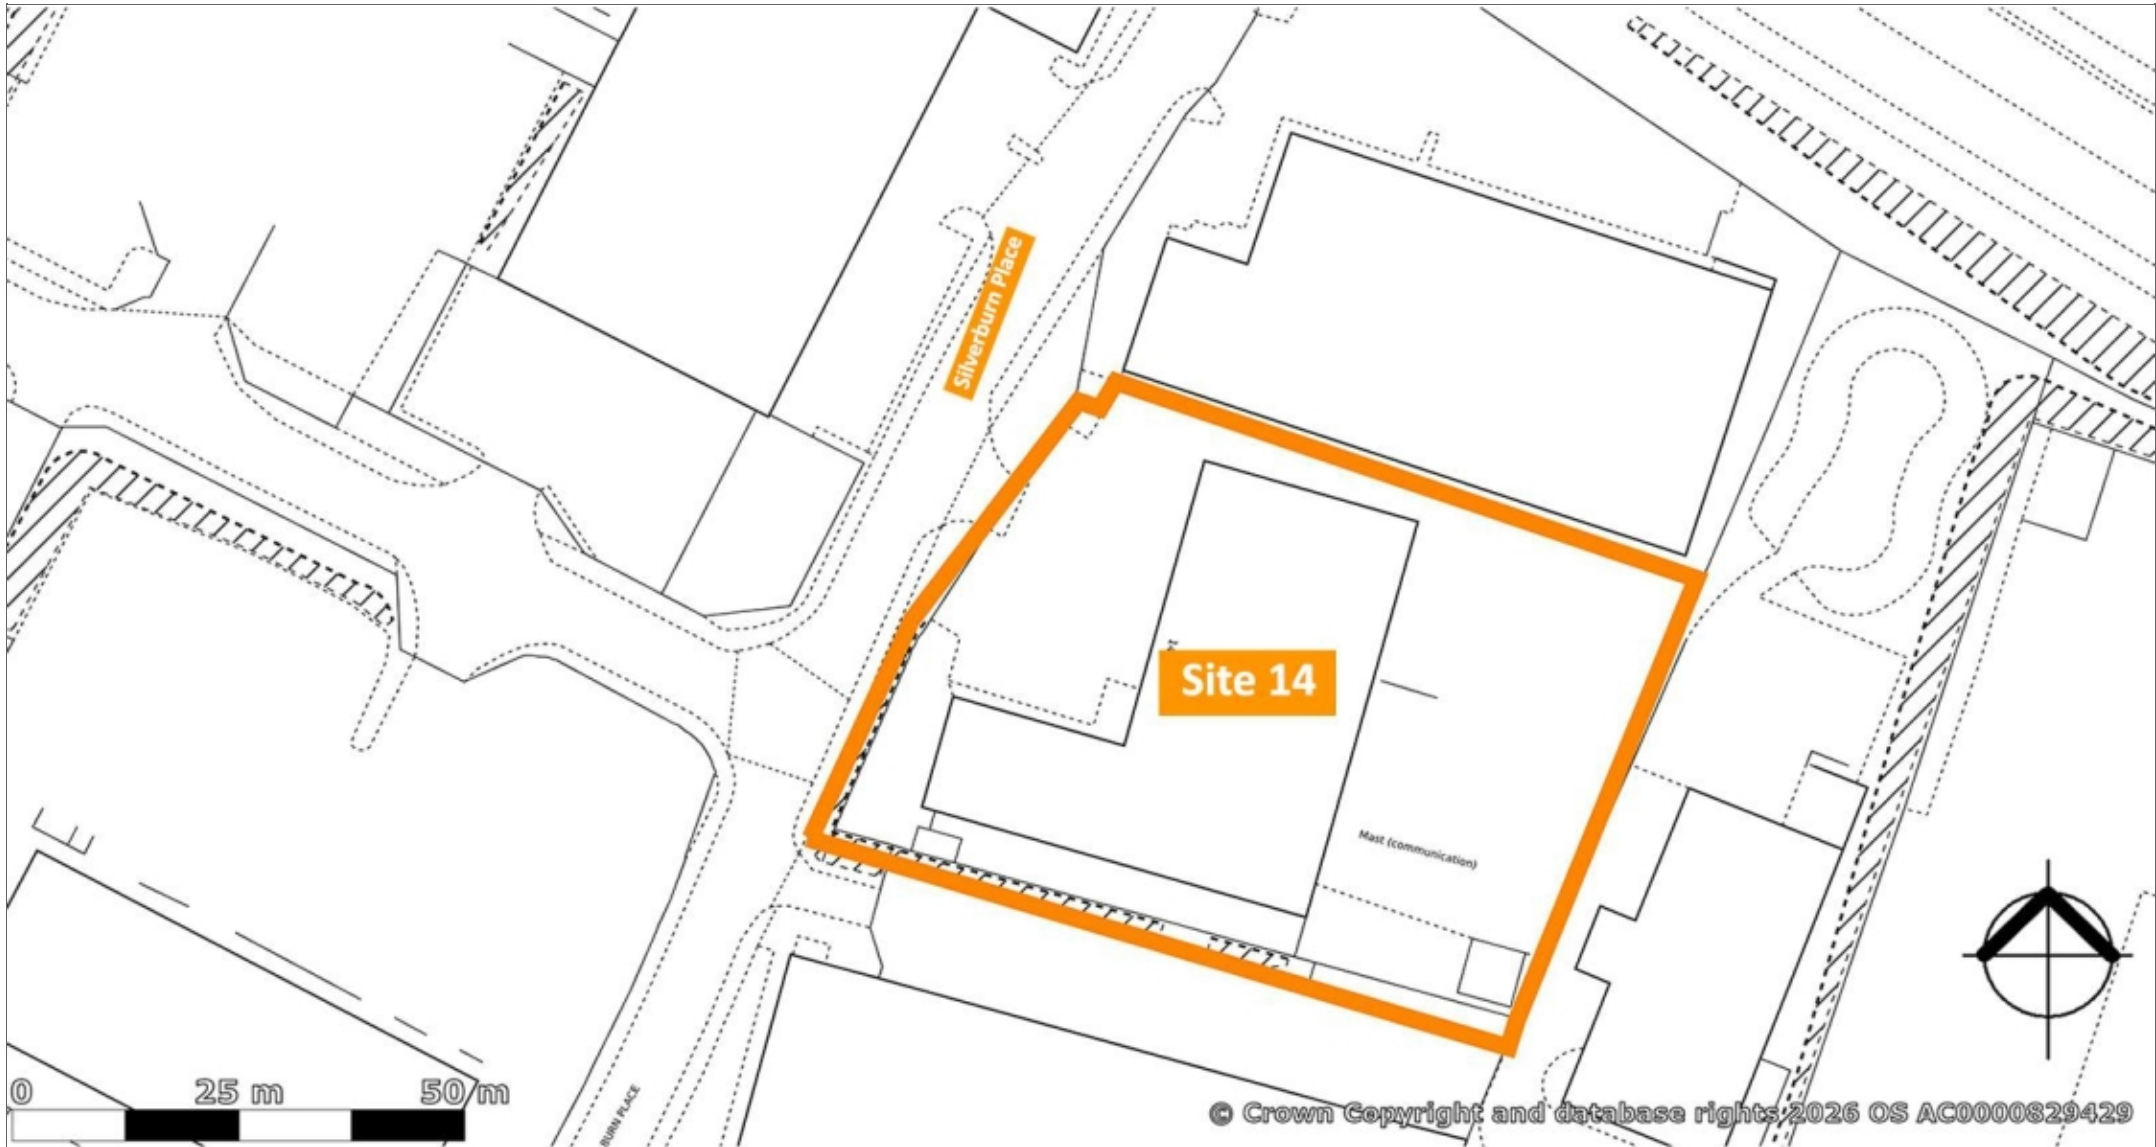 Silverburn Place
Site 14
Mast (communication)
BURN PLACE
0 25 m 50 m
© Crown Copyright and database rights 2026 OS AC0000829429